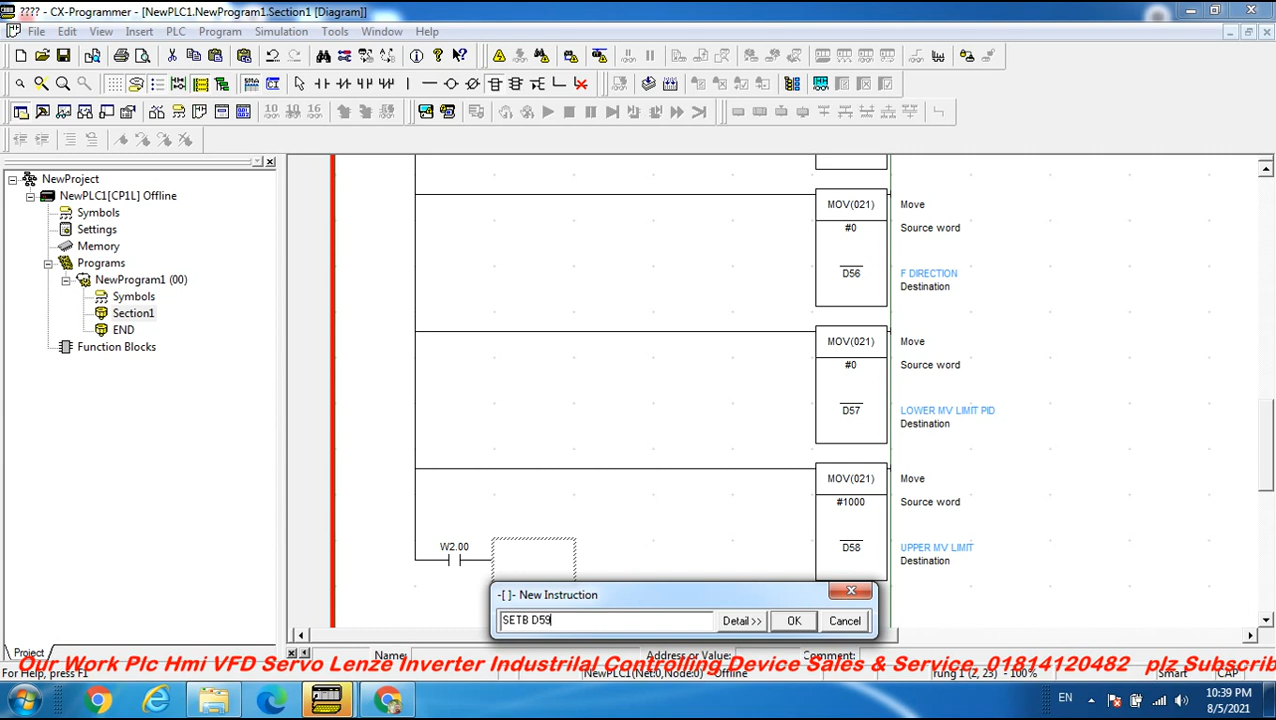 ???? - CX-Programmer - [NewPLC1.NewProgram1.Section1 [Diagram]]
File Edit View Insert PLC Program Simulation Tools Window Help
10 10 16
NewProject
NewPLC1[CP1L] Offline
Symbols
Settings
Memory
Programs
NewProgram1 (00)
Symbols
Section1
END
Function Blocks
MOV(021) Move
#0 Source word
D56 F DIRECTION
Destination
MOV(021) Move
#0 Source word
D57 LOWER MV LIMIT PID
Destination
MOV(021) Move
#1000 Source word
W2.00 D58 UPPER MV LIMIT
Destination
-[ ]- New Instruction
SETB D59 Detail >> OK Cancel
Project Name: Address or Value: Comment:
Our Work Plc Hmi VFD Servo Lenze Inverter Industrilal Controlling Device Sales & Service. 01814120482 plz Subscrib
For Help, press F1 NewPLC1(Net:0,Node:0) - Offline rung 1 (2, 23) - 100% Smart CAP
EN 10:39 PM
8/5/2021